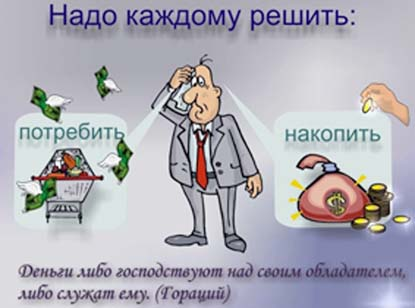 Надо каждому решить:
потребить
накопить
$
Деньги либо господствуют над своим обладателем,
либо служат ему. (Гораций)